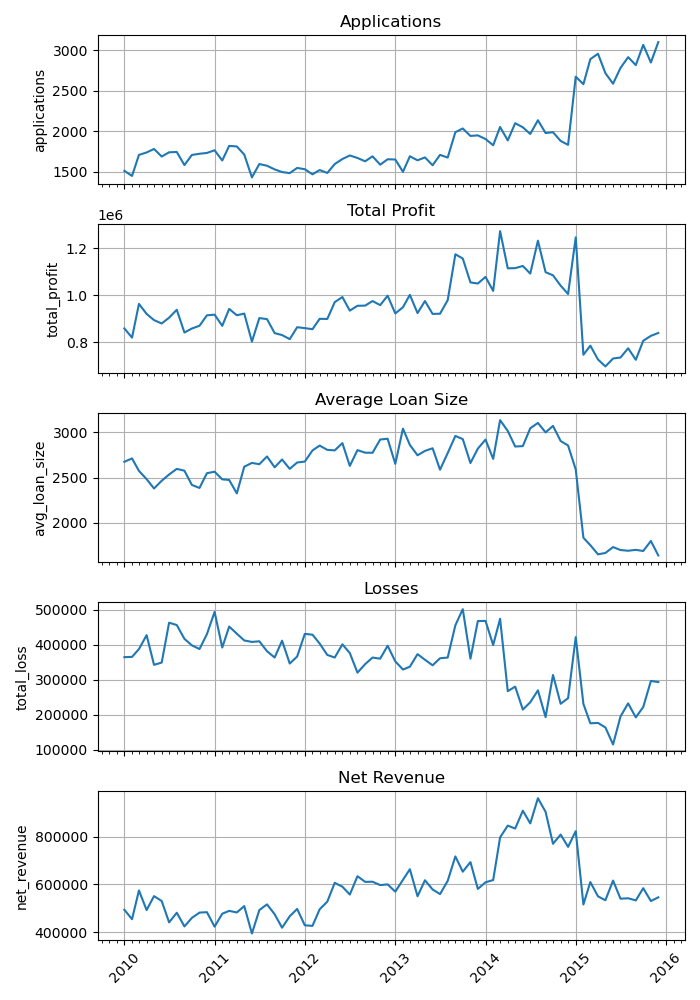 Applications
3000
2500
2000
1500
applications
1e6
Total Profit
1.2
1.0
0.8
total_profit
Average Loan Size
3000
2500
2000
avg_loan_size
Losses
500000
400000
300000
200000
100000
total_loss
Net Revenue
800000
600000
400000
net_revenue
2010
2011
2012
2013
2014
2015
2016